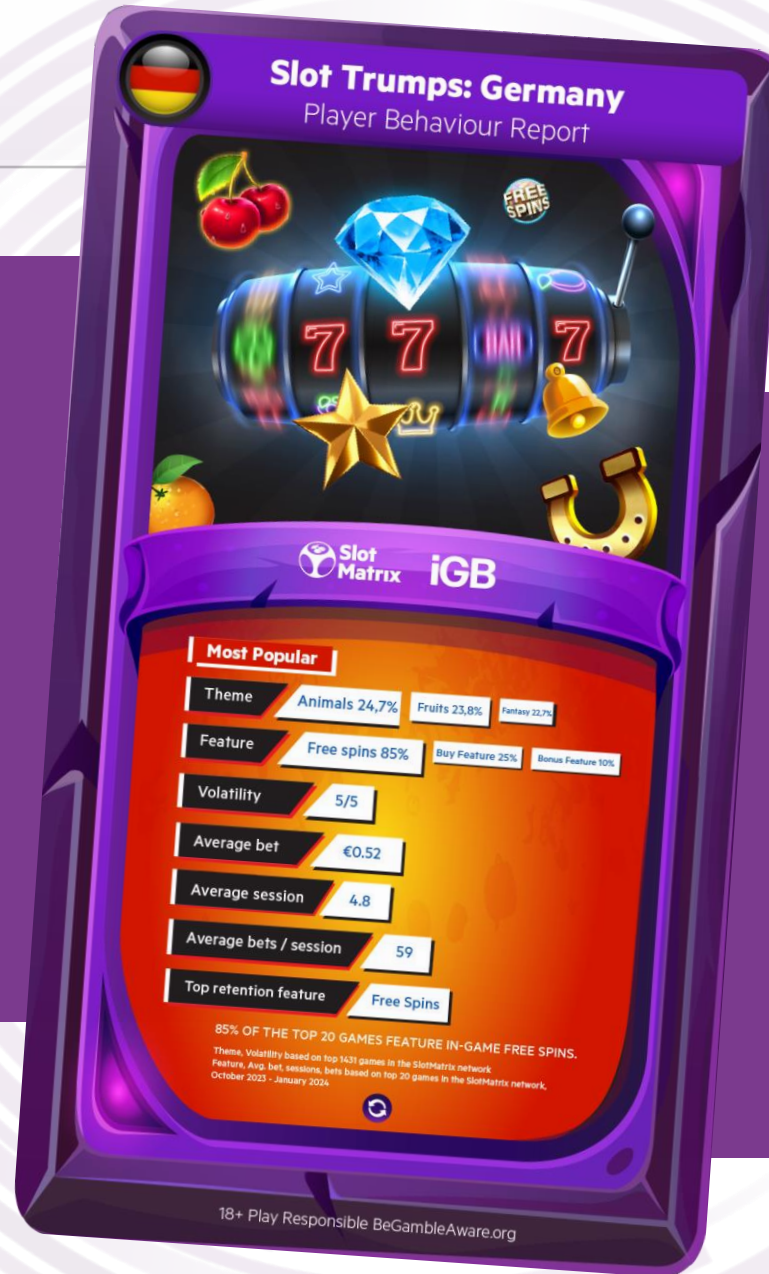 Slot Trumps: Germany
Player Behaviour Report
FREE
SPINS
7 7 7
Slot
Matrix
iGB
Most Popular
Theme Animals 24,7% Fruits 23,8% Fantasy 22,7%
Feature Free spins 85% Buy Feature 25% Bonus Feature 10%
Volatility 5/5
Average bet €0.52
Average session 4.8
Average bets / session 59
Top retention feature Free Spins
85% OF THE TOP 20 GAMES FEATURE IN-GAME FREE SPINS.
Theme, Volatility based on top 1431 games in the SlotMatrix network
Feature, Avg. bet, sessions, bets based on top 20 games in the SlotMatrix network,
October 2023 - January 2024
18+ Play Responsible BeGambleAware.org